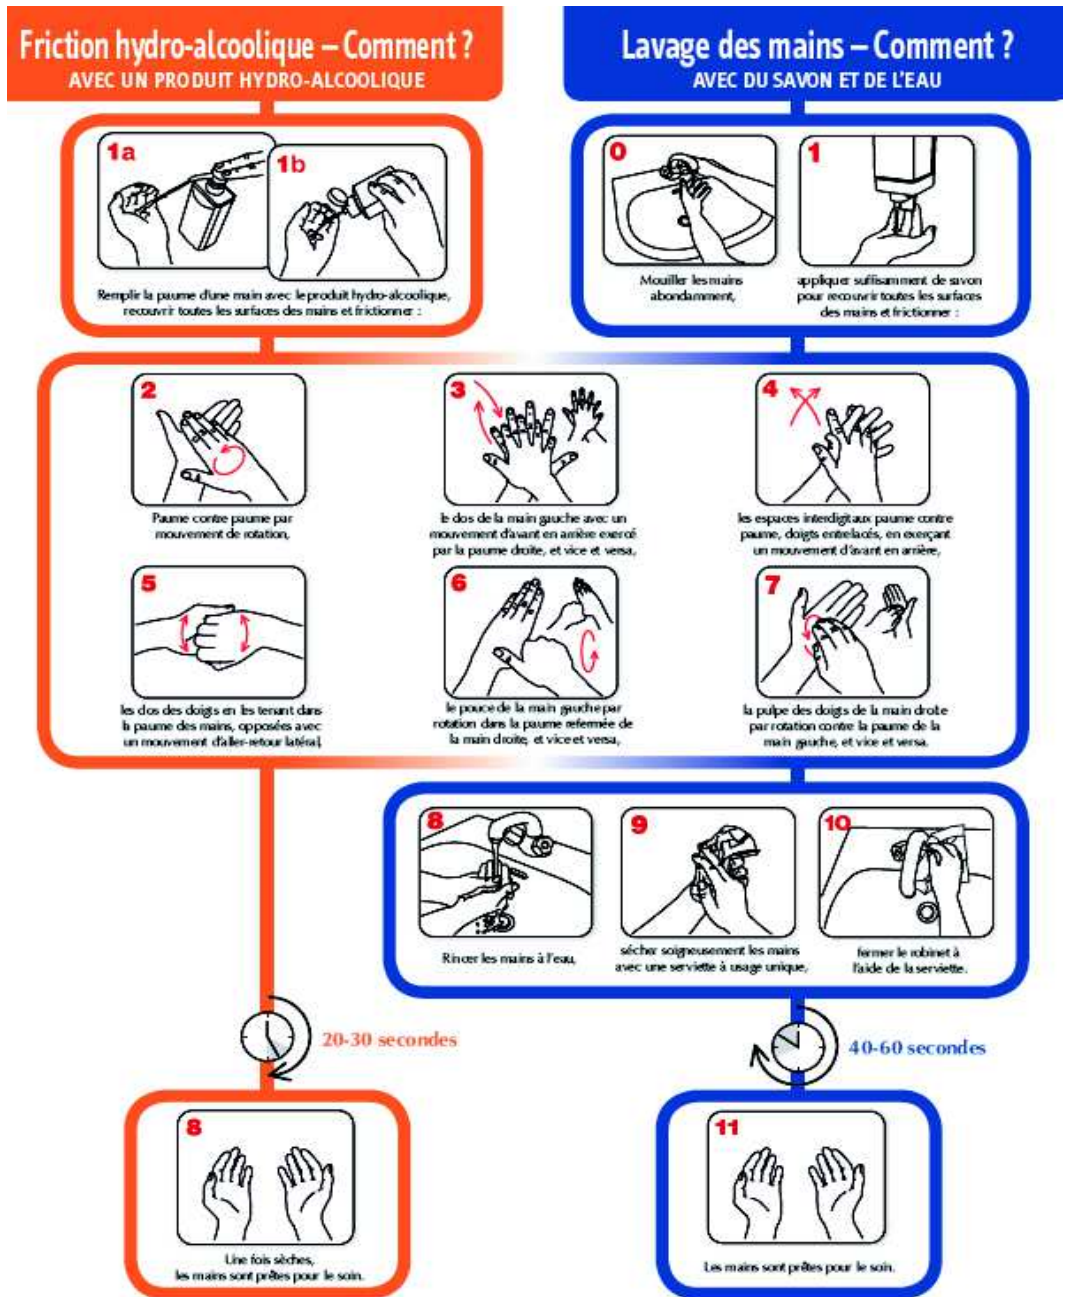 Friction hydro-alcoolique – Comment ?
AVEC UN PRODUIT HYDRO-ALCOOLIQUE
Lavage des mains – Comment ?
AVEC DU SAVON ET DE L'EAU
1a
1b
Remplir la paume d'une main avec le produit hydro-alcoolique,
recouvrir toutes les surfaces des mains et frictionner :
0
Mouiller les mains
abondamment,
1
appliquer suffisamment de savon
pour recouvrir toutes les surfaces
des mains et frictionner :
2
Paume contre paume par
mouvement de rotation,
3
le dos de la main gauche avec un
mouvement d'avant en arrière exercé
par la paume droite, et vice et versa,
4
les espaces interdigitaux paume contre
paume, doigts entrelacés, en exerçant
un mouvement d'avant en arrière,
5
les dos des doigts en les tenant dans
la paume des mains, opposées avec
un mouvement d'aller-retour latéral,
6
le pouce de la main gauche par
rotation dans la paume refermée de
la main droite, et vice et versa,
7
la pulpe des doigts de la main droite
par rotation contre la paume de la
main gauche, et vice et versa.
8
Rincer les mains à l'eau,
9
sécher soigneusement les mains
avec une serviette à usage unique,
10
fermer le robinet à
l'aide de la serviette.
20-30 secondes
40-60 secondes
8
Une fois sèches,
les mains sont prêtes pour le soin.
11
Les mains sont prêtes pour le soin.